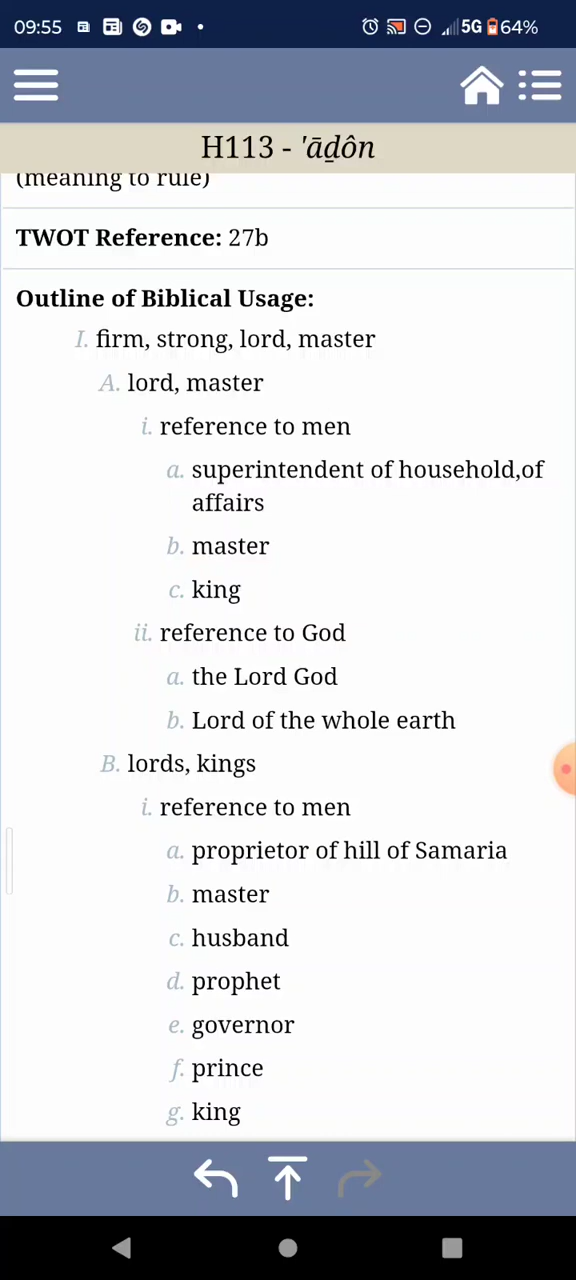 09:55
5G 64%
H113 - 'āḏôn
(meaning to rule)
TWOT Reference: 27b
Outline of Biblical Usage:
I. firm, strong, lord, master
A. lord, master
i. reference to men
a. superintendent of household,of
affairs
b. master
c. king
ii. reference to God
a. the Lord God
b. Lord of the whole earth
B. lords, kings
i. reference to men
a. proprietor of hill of Samaria
b. master
c. husband
d. prophet
e. governor
f. prince
g. king